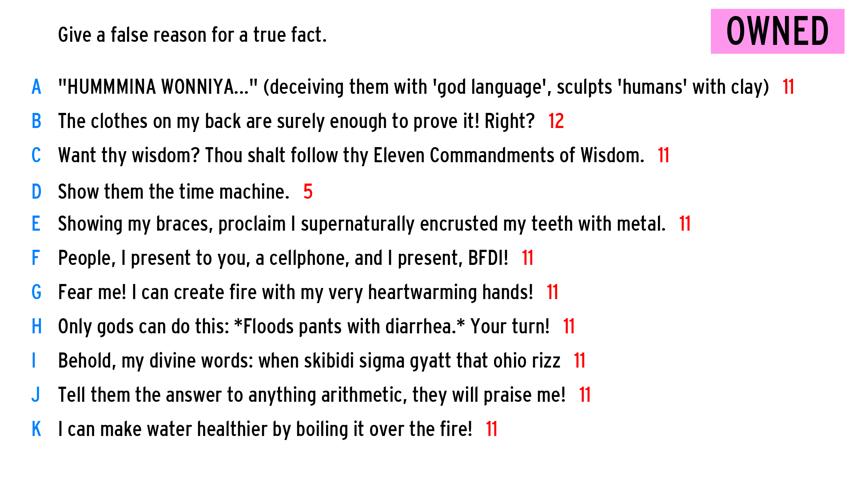 Give a false reason for a true fact.
OWNED
A "HUMMMINA WONNIYA..." (deceiving them with 'god language', sculpts 'humans' with clay) 11
B The clothes on my back are surely enough to prove it! Right? 12
C Want thy wisdom? Thou shalt follow thy Eleven Commandments of Wisdom. 11
D Show them the time machine. 5
E Showing my braces, proclaim I supernaturally encrusted my teeth with metal. 11
F People, I present to you, a cellphone, and I present, BFDI! 11
G Fear me! I can create fire with my very heartwarming hands! 11
H Only gods can do this: *Floods pants with diarrhea.* Your turn! 11
I Behold, my divine words: when skibidi sigma gyatt that ohio rizz 11
J Tell them the answer to anything arithmetic, they will praise me! 11
K I can make water healthier by boiling it over the fire! 11